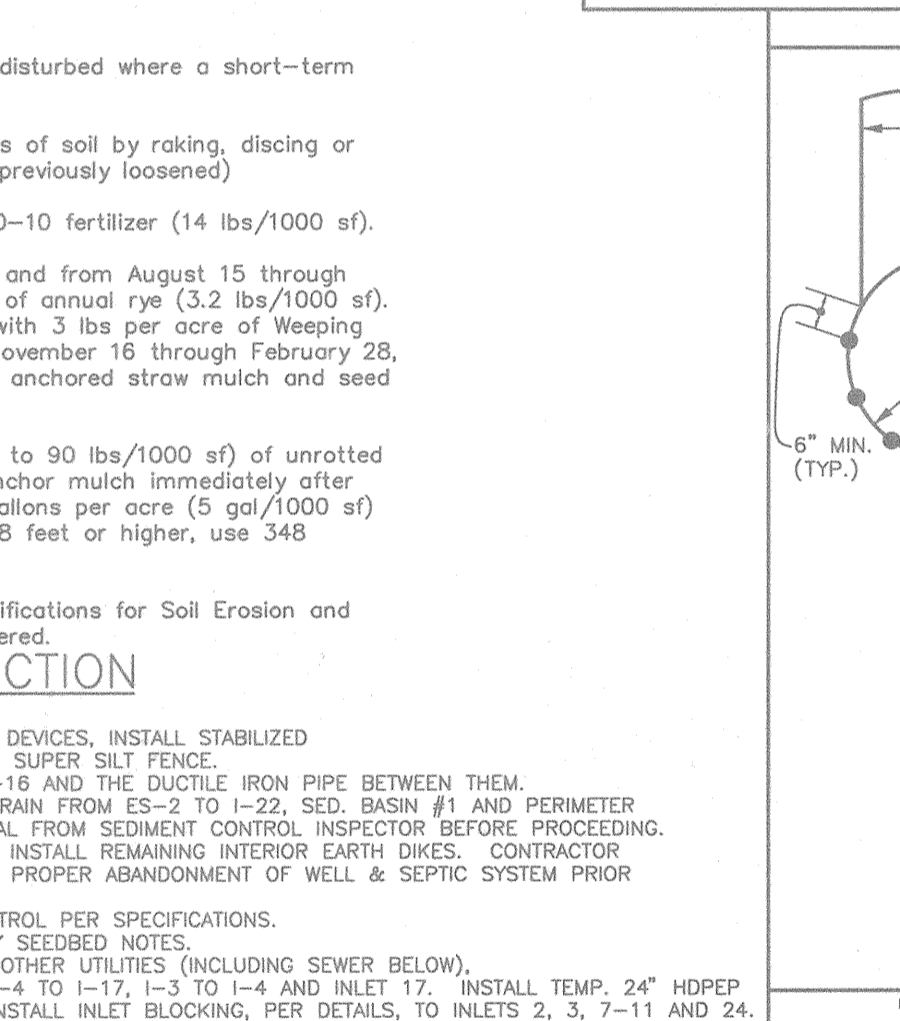 disturbed where a short-term
s of soil by raking, discing or
previously loosened)
0-10 fertilizer (14 lbs/1000 sf).
and from August 15 through
of annual rye (3.2 lbs/1000 sf).
with 3 lbs per acre of Weeping
ovember 16 through February 28,
anchored straw mulch and seed
to 90 lbs/1000 sf) of unrotted
nchor mulch immediately after
allons per acre (5 gal/1000 sf)
8 feet or higher, use 348
ifications for Soil Erosion and
ered.
CTION
DEVICES, INSTALL STABILIZED
SUPER SILT FENCE.
-16 AND THE DUCTILE IRON PIPE BETWEEN THEM.
RAIN FROM ES-2 TO I-22, SED. BASIN #1 AND PERIMETER
AL FROM SEDIMENT CONTROL INSPECTOR BEFORE PROCEEDING.
INSTALL REMAINING INTERIOR EARTH DIKES. CONTRACTOR
PROPER ABANDONMENT OF WELL & SEPTIC SYSTEM PRIOR
TROL PER SPECIFICATIONS.
Y SEEDBED NOTES.
OTHER UTILITIES (INCLUDING SEWER BELOW),
-4 TO I-17, I-3 TO I-4 AND INLET 17. INSTALL TEMP. 24" HDPEP
NSTALL INLET BLOCKING, PER DETAILS, TO INLETS 2, 3, 7-11 AND 24.
6" MIN.
(TYP.)